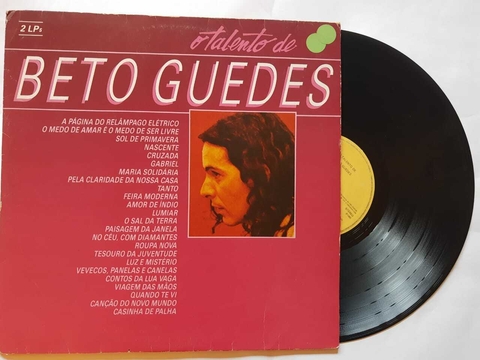 2 LPs
o talento de
BETO GUEDES
A PÁGINA DO RELÂMPAGO ELÉTRICO
O MEDO DE AMAR É O MEDO DE SER LIVRE
SOL DE PRIMAVERA
NASCENTE
CRUZADA
GABRIEL
MARIA SOLIDÁRIA
PELA CLARIDADE DA NOSSA CASA
TANTO
FEIRA MODERNA
AMOR DE ÍNDIO
LUMIAR
O SAL DA TERRA
PAISAGEM DA JANELA
NO CÉU, COM DIAMANTES
ROUPA NOVA
TESOURO DA JUVENTUDE
LUZ E MISTÉRIO
VEVECOS, PANELAS E CANELAS
CONTOS DA LUA VAGA
VIAGEM DAS MÃOS
QUANDO TE VI
CANÇÃO DO NOVO MUNDO
CASINHA DE PALHA